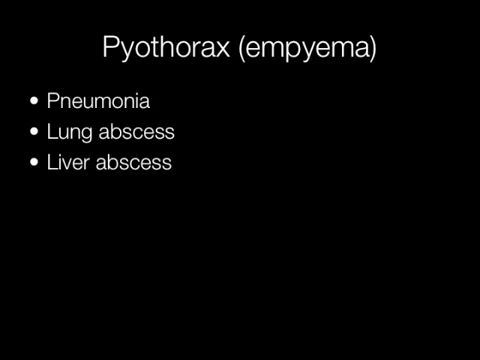 Pyothorax (empyema)
• Pneumonia
• Lung abscess
• Liver abscess